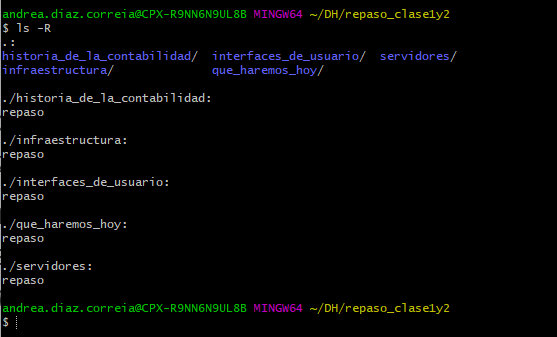 andrea.diaz.correia@CPX-R9NN6N9UL8B MINGW64 ~/DH/repaso_clase1y2
$ ls -R
.:
historia_de_la_contabilidad/  interfaces_de_usuario/  servidores/
infraestructura/              que_haremos_hoy/

./historia_de_la_contabilidad:
repaso

./infraestructura:
repaso

./interfaces_de_usuario:
repaso

./que_haremos_hoy:
repaso

./servidores:
repaso

andrea.diaz.correia@CPX-R9NN6N9UL8B MINGW64 ~/DH/repaso_clase1y2
$